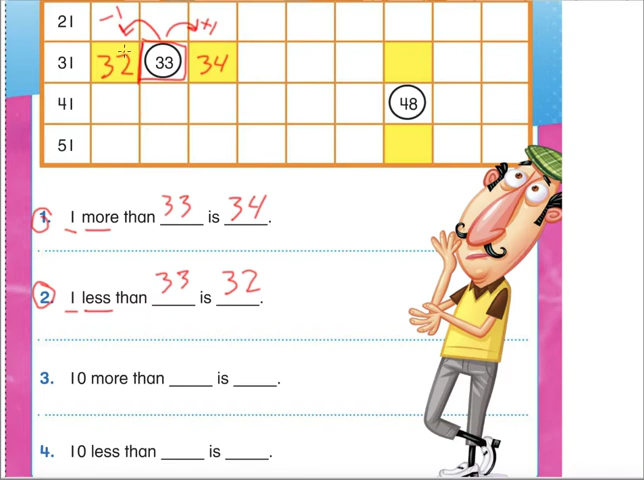 21 -1 +1
31 32 33 34
41 48
51
1. 1 more than 33 is 34.
2. 1 less than 33 is 32.
3. 10 more than _____ is _____.
4. 10 less than _____ is _____.